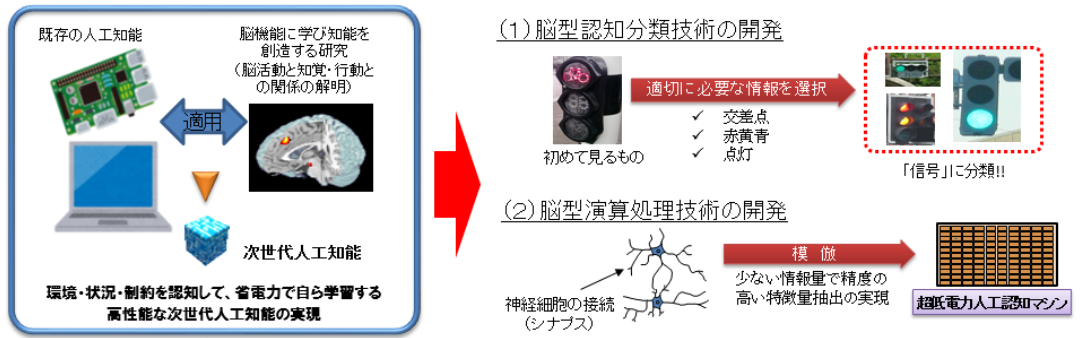 既存の人工知能
脳機能に学び知能を
創造する研究
(脳活動と知覚・行動と
の関係の解明)
適用
次世代人工知能
環境・状況・制約を認知して、省電力で自ら学習する
高性能な次世代人工知能の実現
(1)脳型認知分類技術の開発
初めて見るもの
適切に必要な情報を選択
✓ 交差点
✓ 赤黄青
✓ 点灯
「信号」に分類!!
(2)脳型演算処理技術の開発
神経細胞の接続
(シナプス)
模 倣
少ない情報量で精度の
高い特徴量抽出の実現
超低電力人工認知マシン